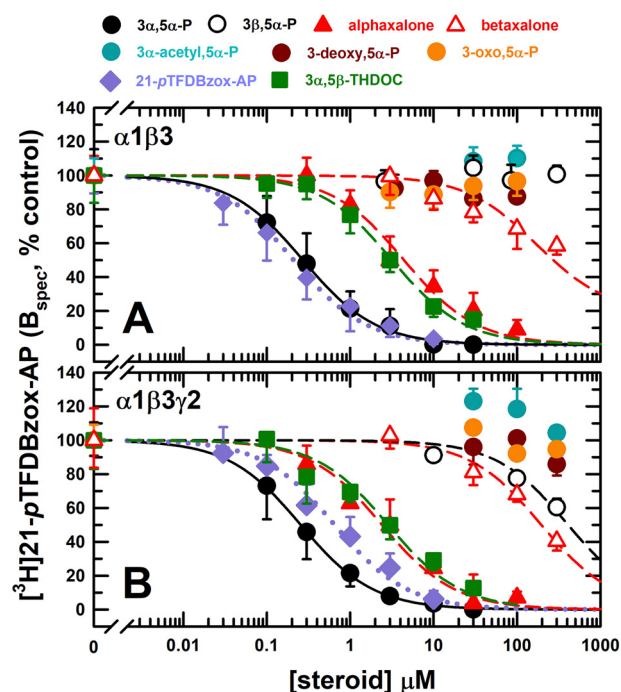 3α,5α-P 3β,5α-P alphaxalone betaxalone
3α-acetyl,5α-P 3-deoxy,5α-P 3-oxo,5α-P
21-pTFDBzox-AP 3α,5β-THDOC
[³H]21-pTFDBzox-AP (Bspec, % control)
140
120
100
80
60
40
20
0
α1β3
A
120
100
80
60
40
20
0
α1β3γ2
B
0 0.01 0.1 1 10 100 1000
[steroid] μM